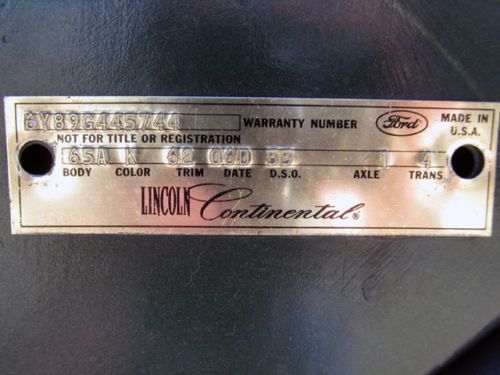 6Y89G445744 WARRANTY NUMBER Ford MADE IN U.S.A.
NOT FOR TITLE OR REGISTRATION
65A K 62 06D 33 1 4
BODY COLOR TRIM DATE D.S.O. AXLE TRANS.
LINCOLN Continental®